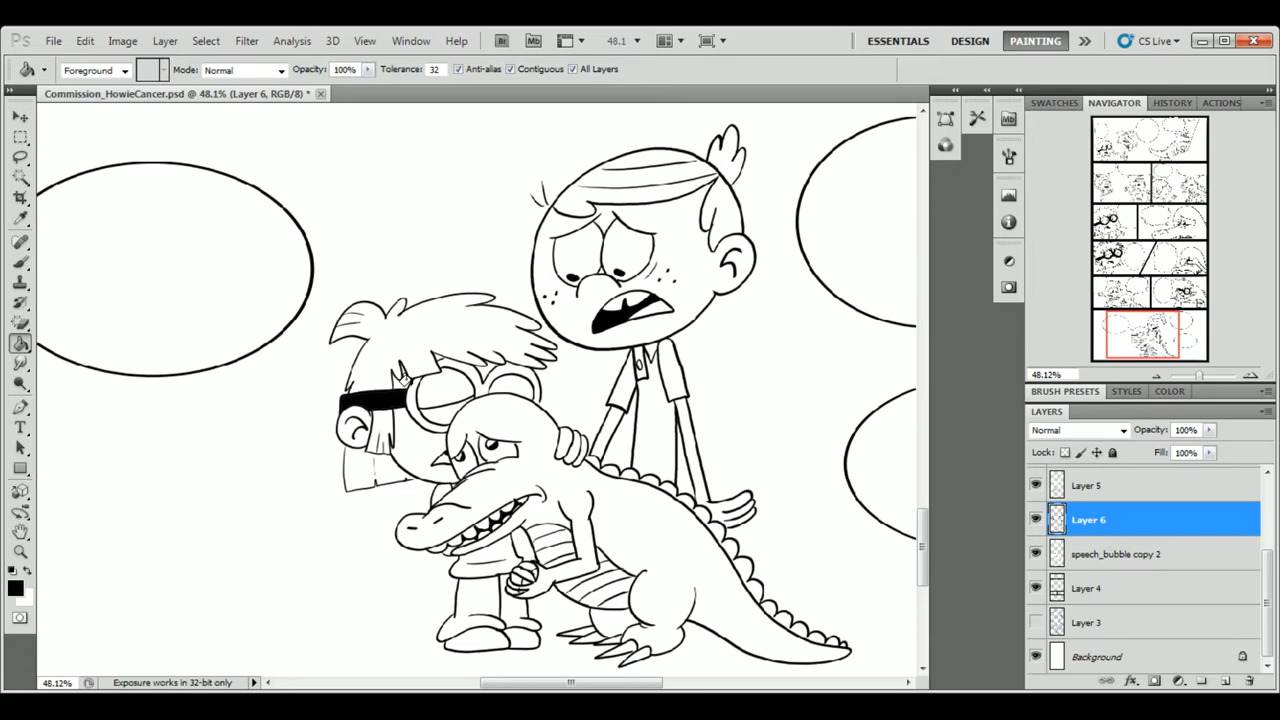 Ps File Edit Image Layer Select Filter Analysis 3D View Window Help Br Mb 48.1 ESSENTIALS DESIGN PAINTING CS Live
Foreground Mode: Normal Opacity: 100% Tolerance: 32 Anti-alias Contiguous All Layers
Commission_HowieCancer.psd @ 48.1% (Layer 6, RGB/8) *
SWATCHES NAVIGATOR HISTORY ACTIONS
Mb
48.12%
BRUSH PRESETS STYLES COLOR
LAYERS
Normal Opacity: 100%
Lock: Fill: 100%
Layer 5
Layer 6
speech_bubble copy 2
Layer 4
Layer 3
Background
48.12% Exposure works in 32-bit only
fx